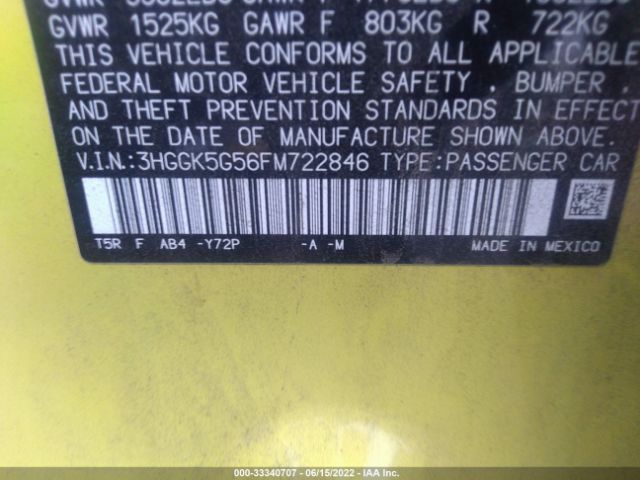 GVWR 1525KG GAWR F 803KG R 722KG
THIS VEHICLE CONFORMS TO ALL APPLICABLE
FEDERAL MOTOR VEHICLE SAFETY , BUMPER ,
AND THEFT PREVENTION STANDARDS IN EFFECT
ON THE DATE OF MANUFACTURE SHOWN ABOVE.
V.I.N.:3HGGK5G56FM722846 TYPE:PASSENGER CAR
T5R F AB4 -Y72P -A -M MADE IN MEXICO
000-33340707 - 06/15/2022 - IAA Inc.